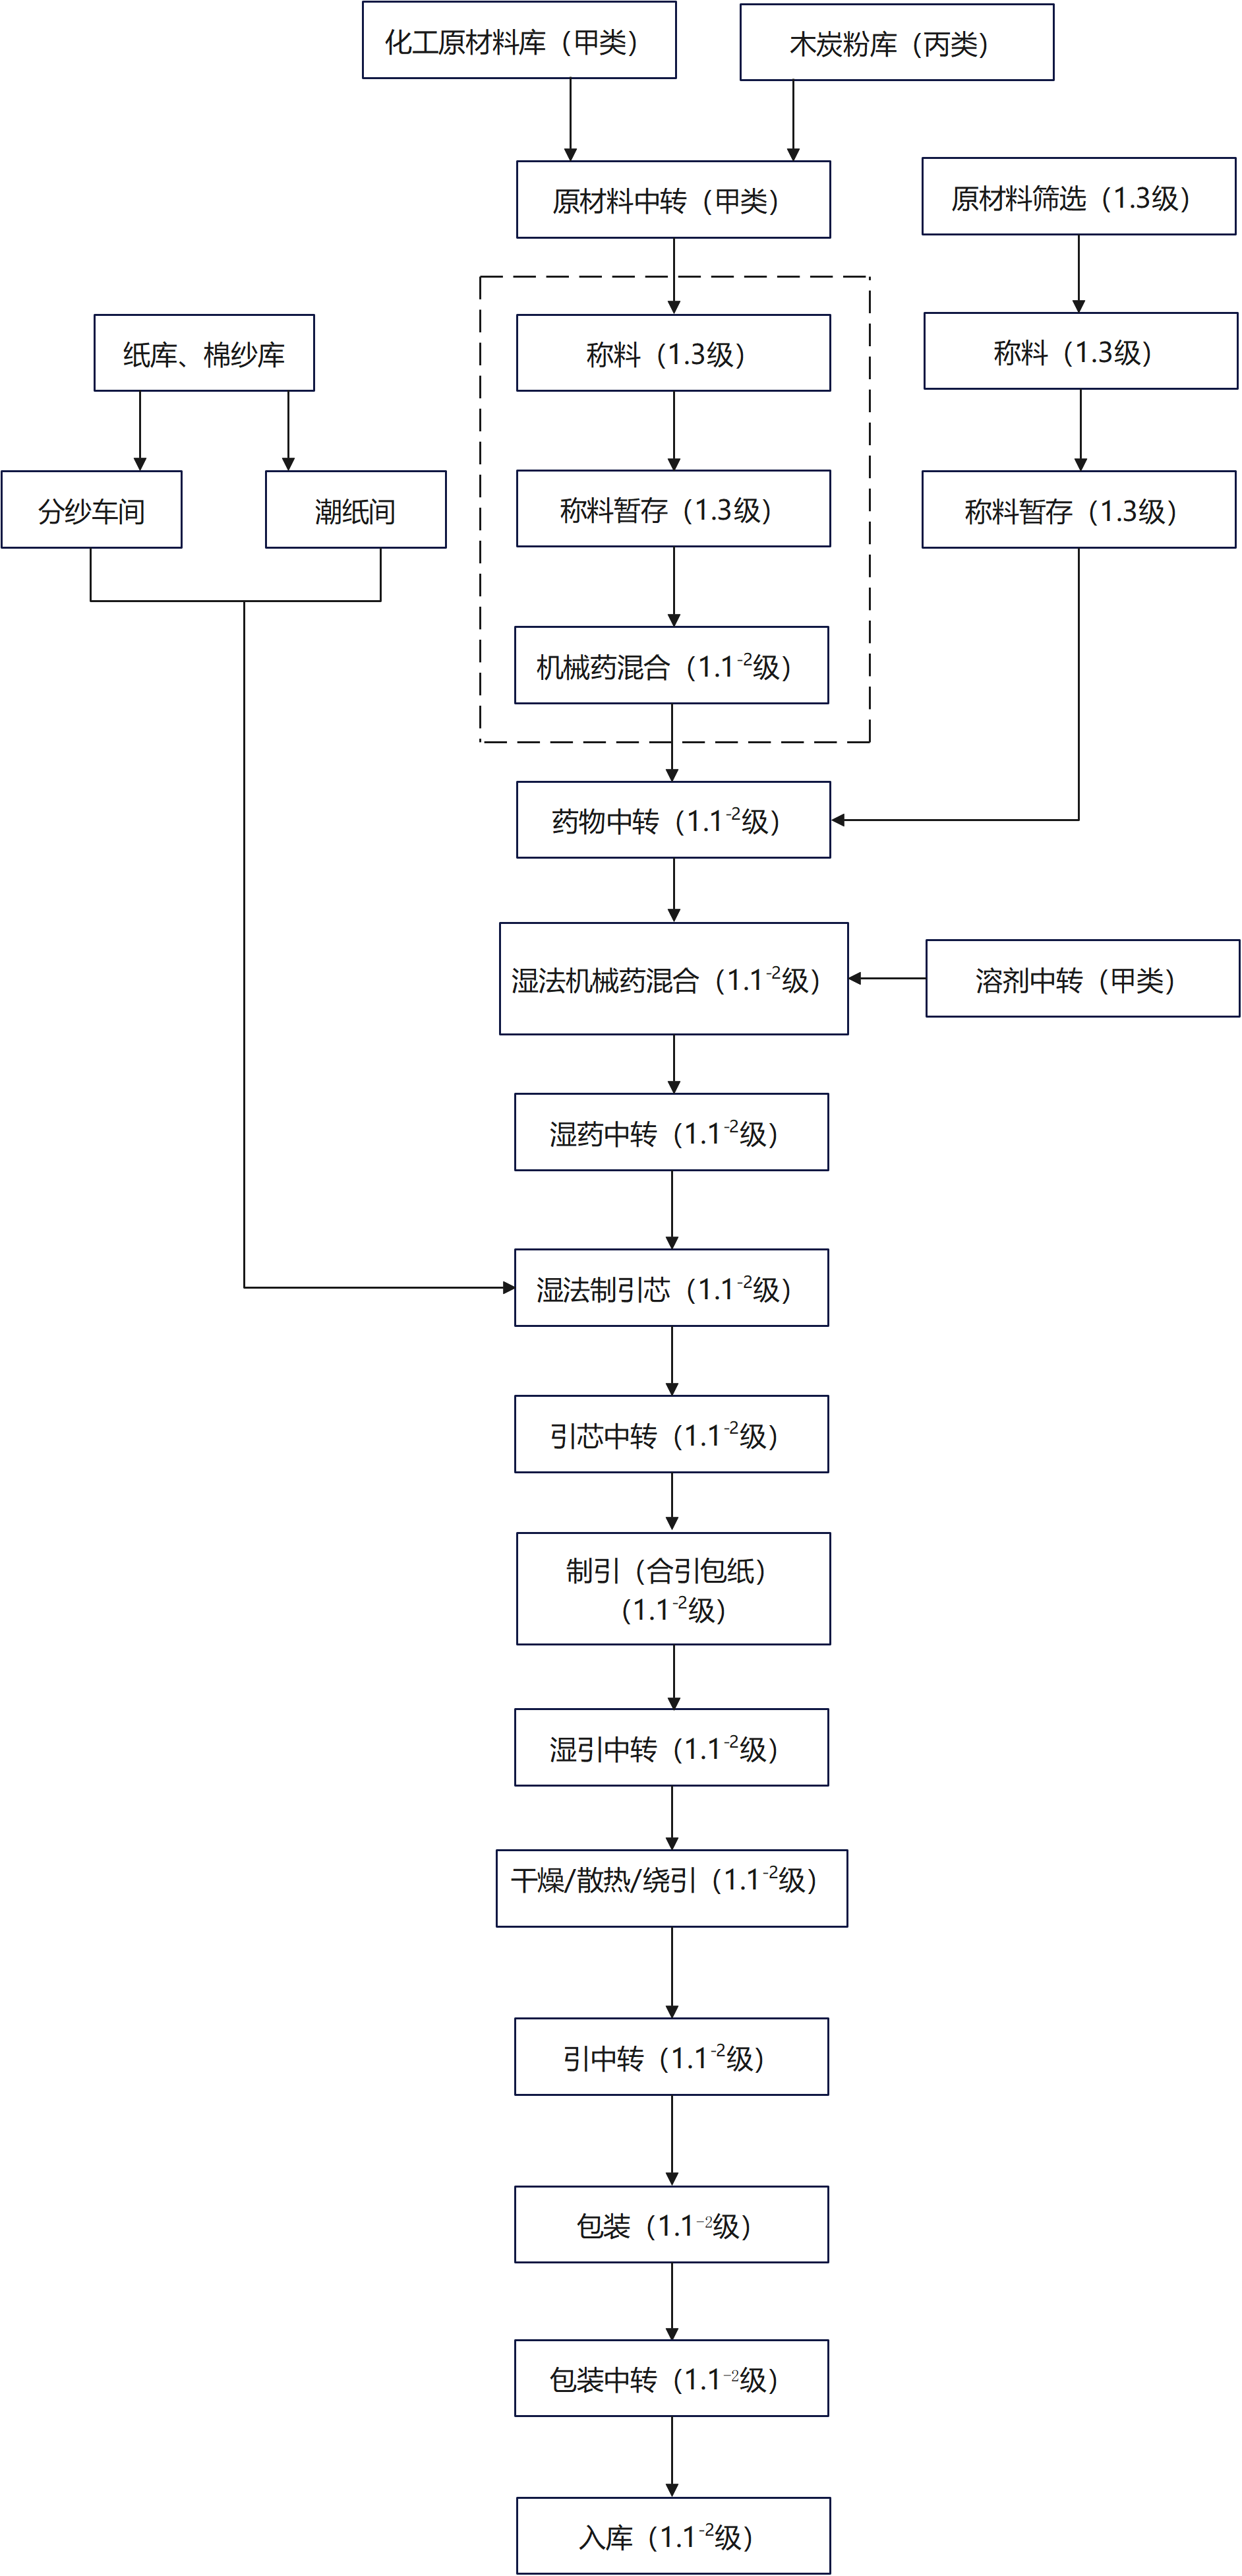 化工原材料库（甲类）
木炭粉库（丙类）
原材料中转（甲类）
原材料筛选（1.3级）
纸库、棉纱库
称料（1.3级）
称料（1.3级）
分纱车间
潮纸间
称料暂存（1.3级）
称料暂存（1.3级）
机械药混合（1.1-2级）
药物中转（1.1-2级）
湿法机械药混合（1.1-2级）
溶剂中转（甲类）
湿药中转（1.1-2级）
湿法制引芯（1.1-2级）
引芯中转（1.1-2级）
制引（合引包纸）
（1.1-2级）
湿引中转（1.1-2级）
干燥/散热/绕引（1.1-2级）
引中转（1.1-2级）
包装（1.1-2级）
包装中转（1.1-2级）
入库（1.1-2级）